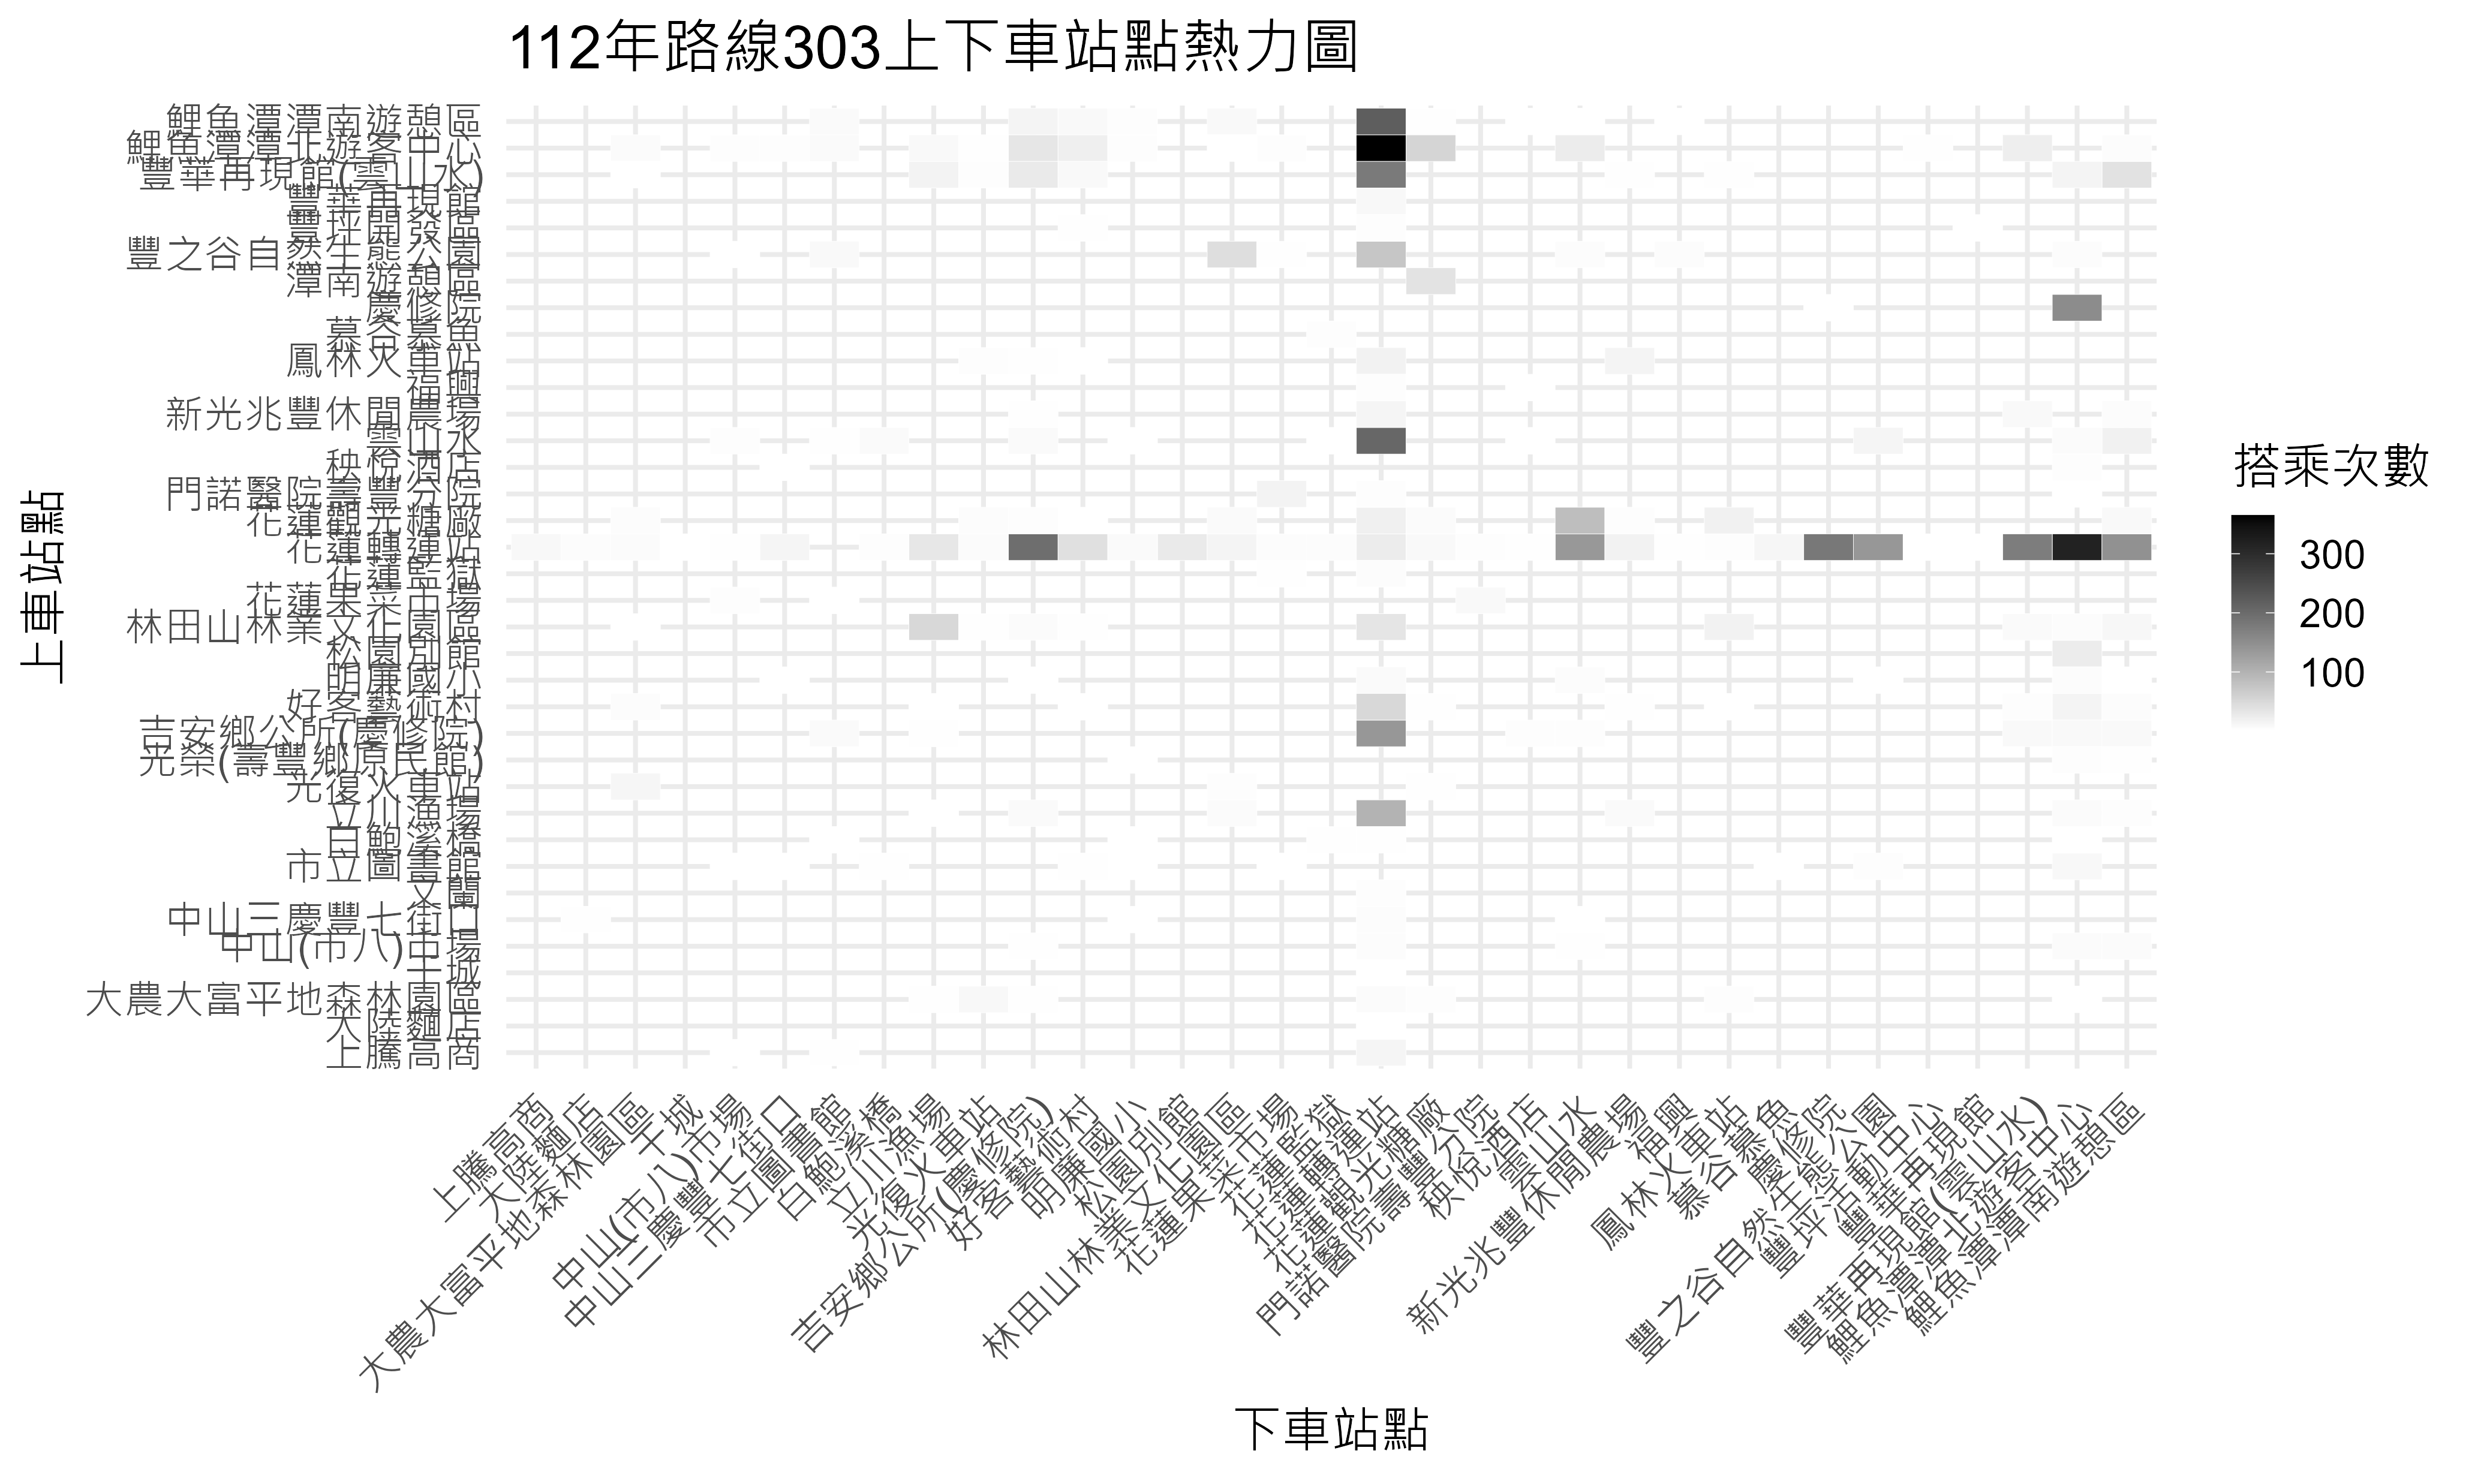 112年路線303上下車站點熱力圖
上車站點
鯉魚潭潭南遊憩區
鯉魚潭潭北遊客中心
豐華再現館(雲山水)
豐華再現館
豐坪開發區
豐之谷自然生態公園
潭南遊憩區
慶修院
慕谷慕魚
鳳林火車站
福興
新光兆豐休閒農場
雲山水
秧悅酒店
門諾醫院壽豐分院
花蓮觀光糖廠
花蓮轉運站
花蓮監獄
花蓮果菜市場
林田山林業文化園區
松園別館
明廉國小
好客藝術村
吉安鄉公所(慶修院)
光榮(壽豐鄉原民館)
光復火車站
立川漁場
白鮑溪橋
市立圖書館
文蘭
中山三慶豐七街口
中山(市八)市場
干城
大農大富平地森林園區
大陸麵店
上騰高商
上騰高商
大陸麵店
大農大富平地森林園區
干城
中山(市八)市場
中山三慶豐七街口
市立圖書館
白鮑溪橋
立川漁場
光復火車站
吉安鄉公所(慶修院)
好客藝術村
明廉國小
松園別館
林田山林業文化園區
花蓮果菜市場
花蓮監獄
花蓮轉運站
花蓮觀光糖廠
門諾醫院壽豐分院
秧悅酒店
雲山水
新光兆豐休閒農場
福興
鳳林火車站
慕谷慕魚
慶修院
豐之谷自然生態公園
豐坪活動中心
豐華再現館
豐華再現館(雲山水)
鯉魚潭潭北遊客中心
鯉魚潭潭南遊憩區
下車站點
搭乘次數
300
200
100